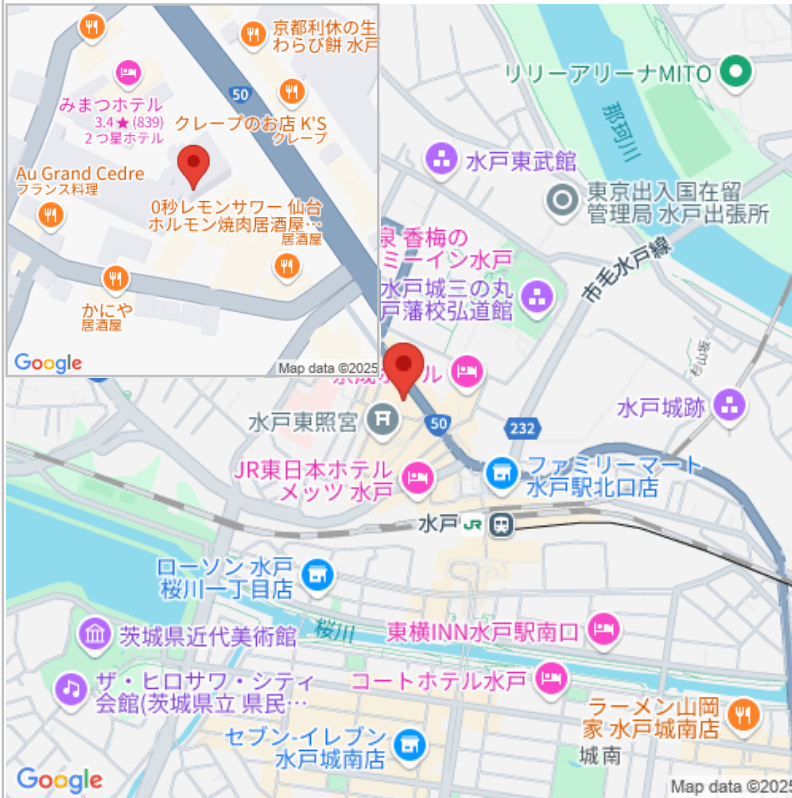 京都利休の生
わらび餅 水戸
50
みまつホテル
3.4★(839)
2 つ星ホテル
クレープのお店 K'S
クレープ
Au Grand Cedre
フランス料理
0秒レモンサワー 仙台
ホルモン焼肉居酒屋…
居酒屋
かにや
居酒屋
Google
Map data ©2025
リリーアリーナMITO
那珂川
水戸東武館
東京出入国在留
管理局 水戸出張所
泉 香梅の
ミーイン水戸
市毛水戸線
水戸城三の丸
戸藩校弘道館
杉山坂
ホテル
水戸城跡
水戸東照宮
50
232
JR東日本ホテル
メッツ 水戸
ファミリーマート
水戸駅北口店
水戸
JR
ローソン 水戸
桜川一丁目店
桜川
茨城県近代美術館
東横INN水戸駅南口
ザ・ヒロサワ・シティ
会館(茨城県立 県民…
コートホテル水戸
ラーメン山岡
家 水戸城南店
セブン-イレブン
水戸城南店
城南
Google
Map data ©2025